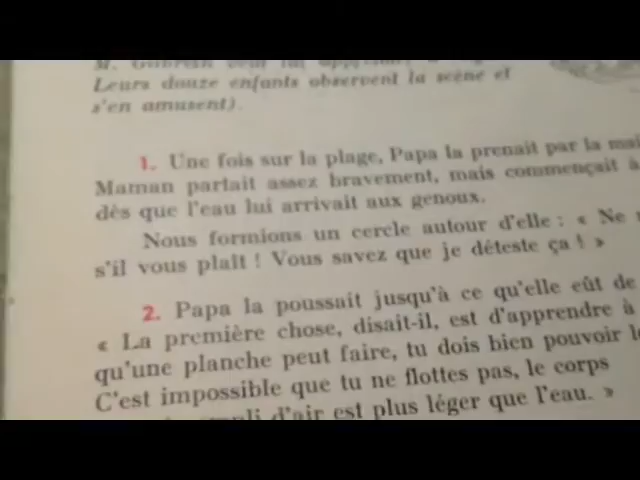 Leurs douze enfants observent la scène et
s'en amusent).
1. Une fois sur la plage, Papa la prenait par la
Maman partait assez bravement, mais commençait à
dès que l'eau lui arrivait aux genoux.
Nous formions un cercle autour d'elle : « Ne
s'il vous plaît ! Vous savez que je déteste ça ! »
2. Papa la poussait jusqu'à ce qu'elle eût de
« La première chose, disait-il, est d'apprendre à
qu'une planche peut faire, tu dois bien pouvoir
C'est impossible que tu ne flottes pas, le corps
d'air est plus léger que l'eau. »